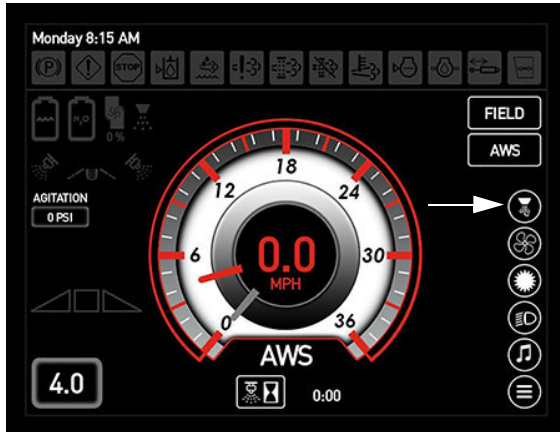 Monday 8:15 AM
(P)
STOP
H₂O
0 %
FIELD
AWS
AGITATION
0 PSI
0
6
12
18
24
30
36
0.0
MPH
AWS
4.0
0:00